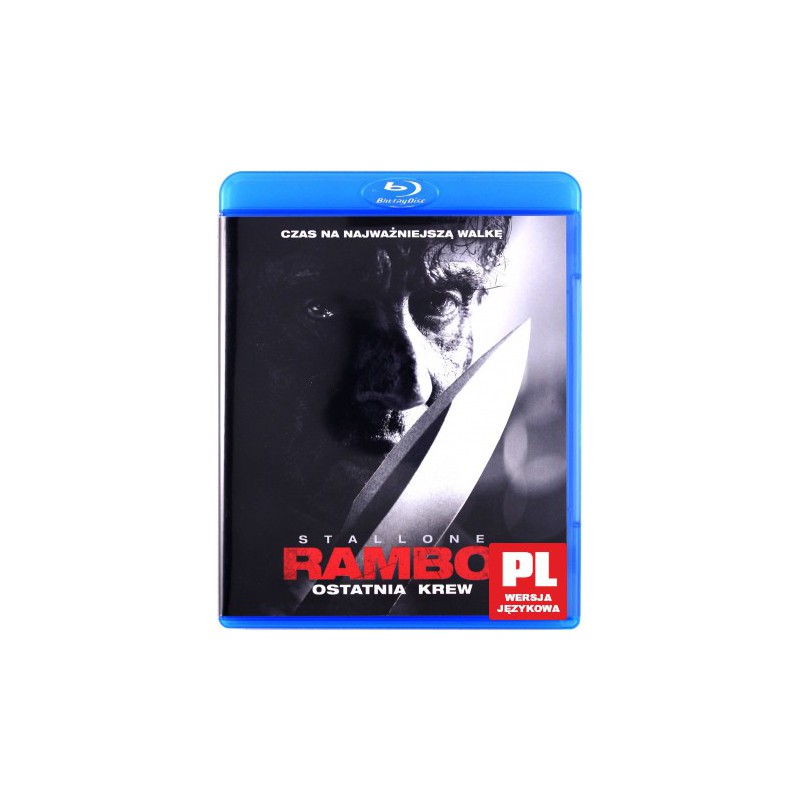 Blu-ray Disc
CZAS NA NAJWAŻNIEJSZĄ WALKĘ
STALLONE
RAMBO
OSTATNIA KREW
PL
WERSJA
JĘZYKOWA